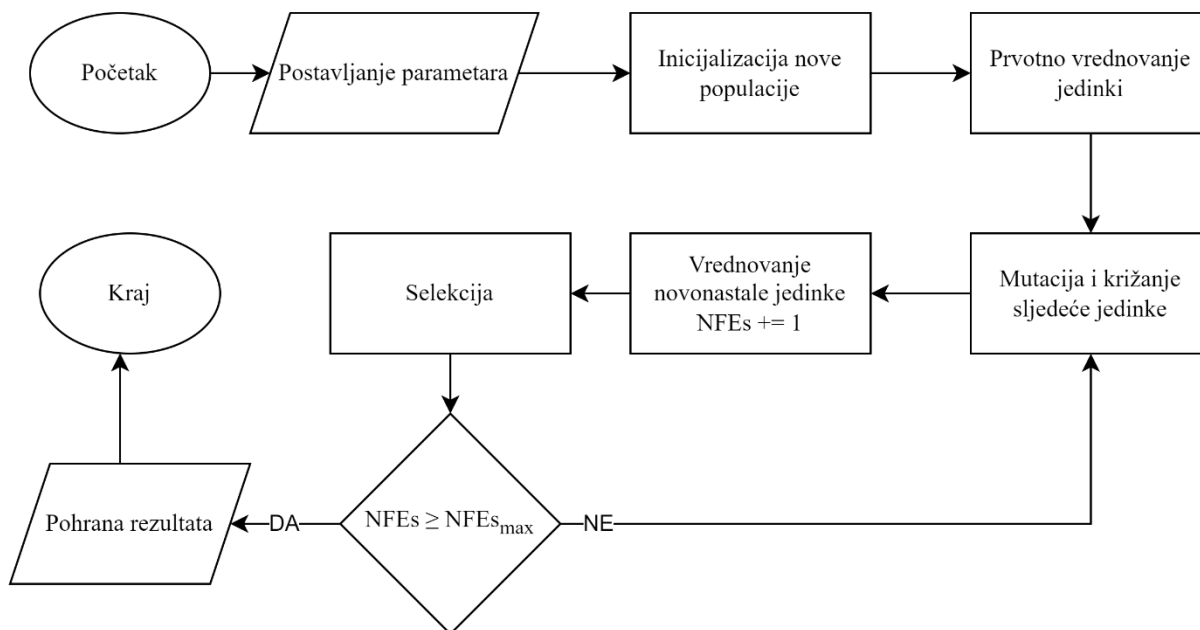 Početak
Postavljanje parametara
Inicijalizacija nove
populacije
Prvotno vrednovanje
jedinki
Mutacija i križanje
sljedeće jedinke
Vrednovanje
novonastale jedinke
NFEs += 1
Selekcija
NFEs ≥ NFEsmax
NE
DA
Pohrana rezultata
Kraj